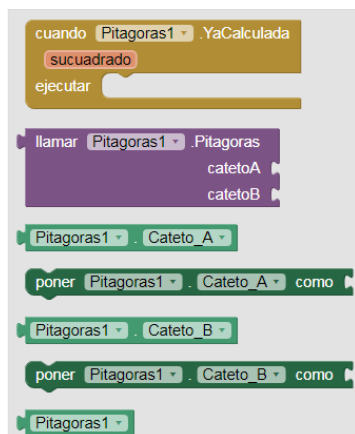 cuando Pitagoras1 .YaCalculada
sucuadrado
ejecutar
llamar Pitagoras1 .Pitagoras
catetoA
catetoB
Pitagoras1 . Cateto_A
poner Pitagoras1 . Cateto_A como
Pitagoras1 . Cateto_B
poner Pitagoras1 . Cateto_B como
Pitagoras1